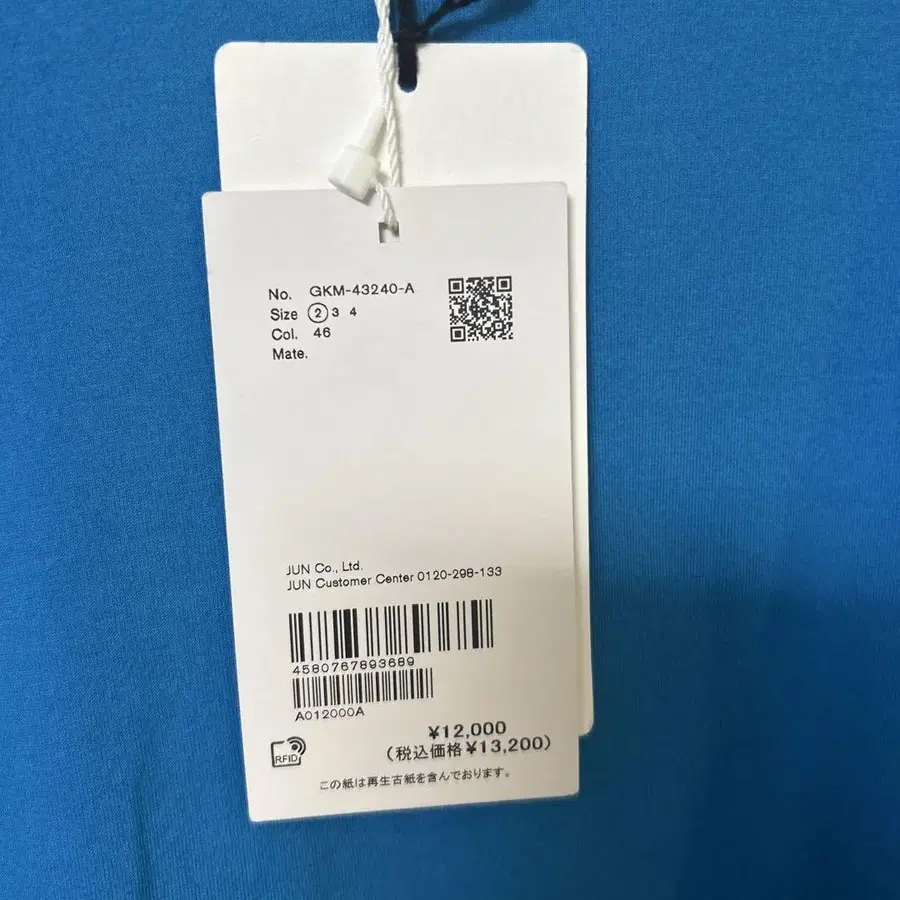 No. GKM-43240-A
Size ② 3 4
Col. 46
Mate.
JUN Co., Ltd.
JUN Customer Center 0120-298-133
4580767893689
A012000A
¥12,000
(税込価格¥13,200)
RFID
この紙は再生古紙を含んでおります。